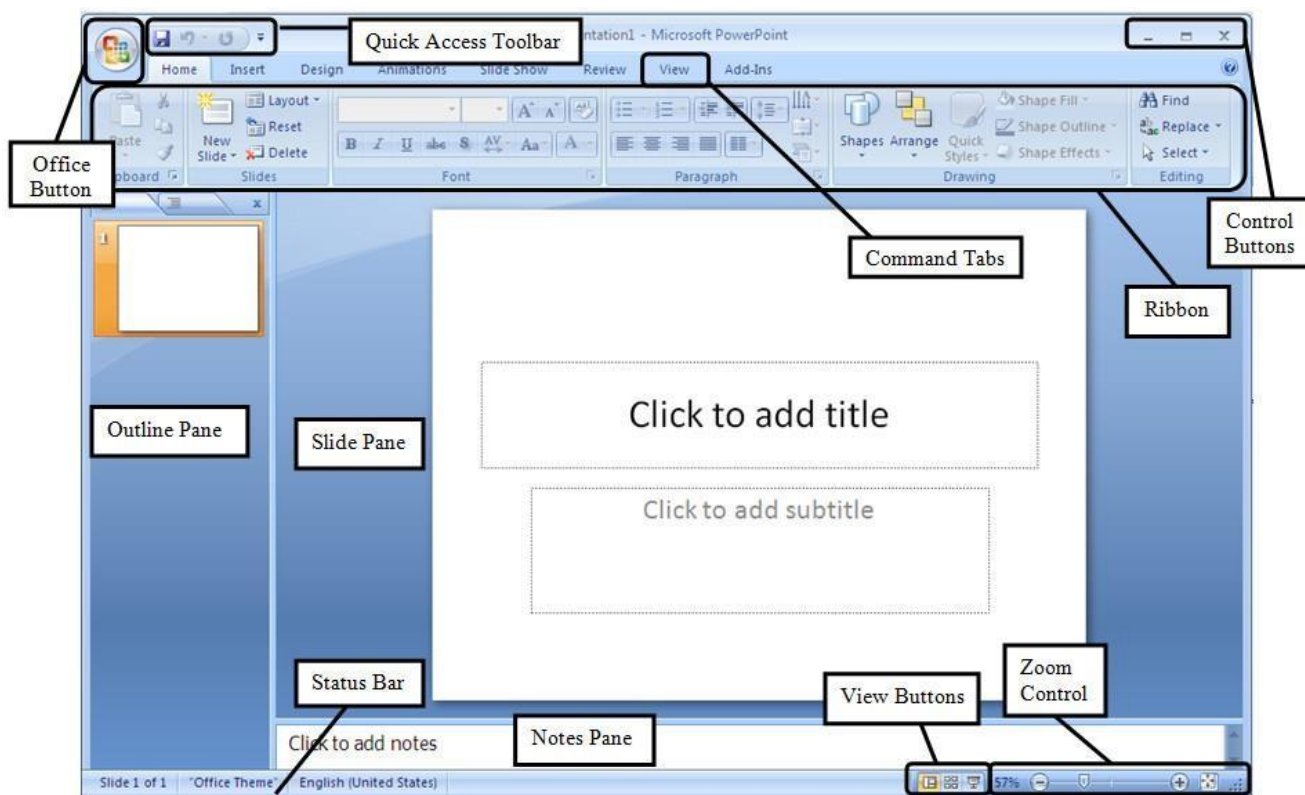 Quick Access Toolbar
ntation1 - Microsoft PowerPoint
Home Insert Design Animations Slide Show Review View Add-Ins
Paste
New
Slide
Layout
Reset
Delete
B I U abc S AV Aa A
A A
Shapes Arrange Quick
Styles
Shape Fill
Shape Outline
Shape Effects
Find
Replace
Select
pboard Slides Font Paragraph Drawing Editing
Office
Button
Control
Buttons
Command Tabs
Ribbon
1
Outline Pane
Slide Pane
Click to add title
Click to add subtitle
Status Bar
View Buttons
Zoom
Control
Click to add notes
Notes Pane
Slide 1 of 1 "Office Theme" English (United States) 57%